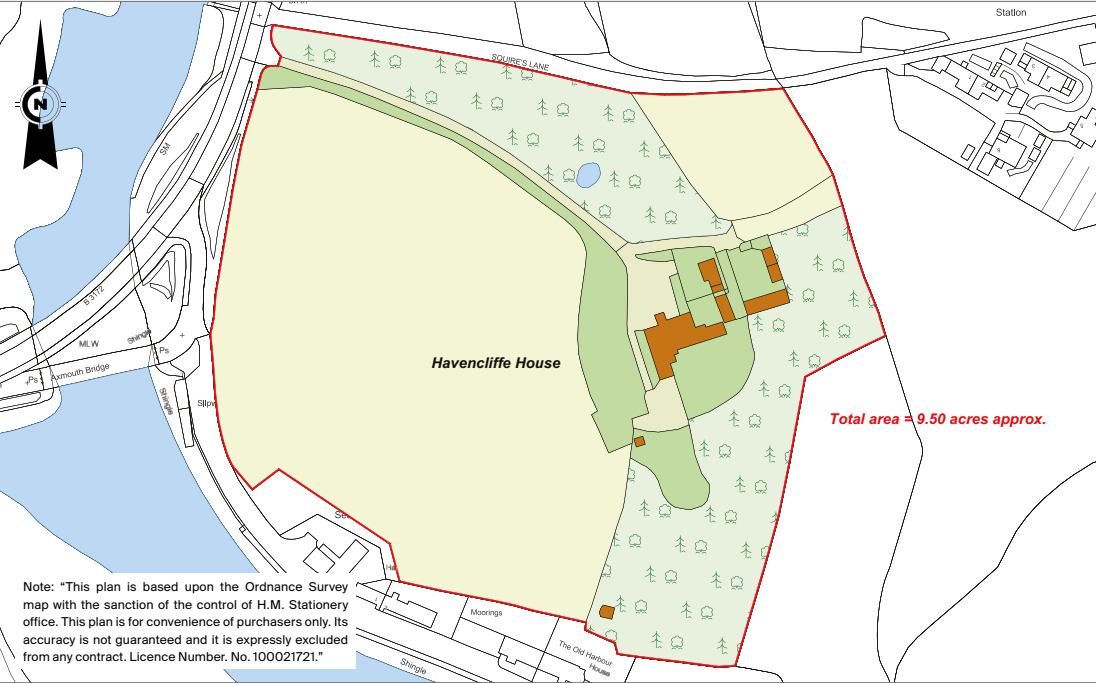 Station
SQUIRE'S LANE
N
SM
B 3172
MLW
Shingle
Ps
Ps
Axmouth Bridge
Shingle
Slipw
Havencliffe House
Total area = 9.50 acres approx.
Note: “This plan is based upon the Ordnance Survey
map with the sanction of the control of H.M. Stationery
office. This plan is for convenience of purchasers only. Its
accuracy is not guaranteed and it is expressly excluded
from any contract. Licence Number. No. 100021721.”
Moorings
The Old Harbour
House
Shingle